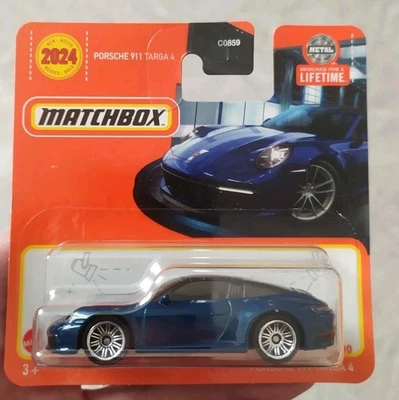 2024
PORSCHE 911 TARGA 4
C0859
METAL
LIFETIME.
MATCHBOX
3+